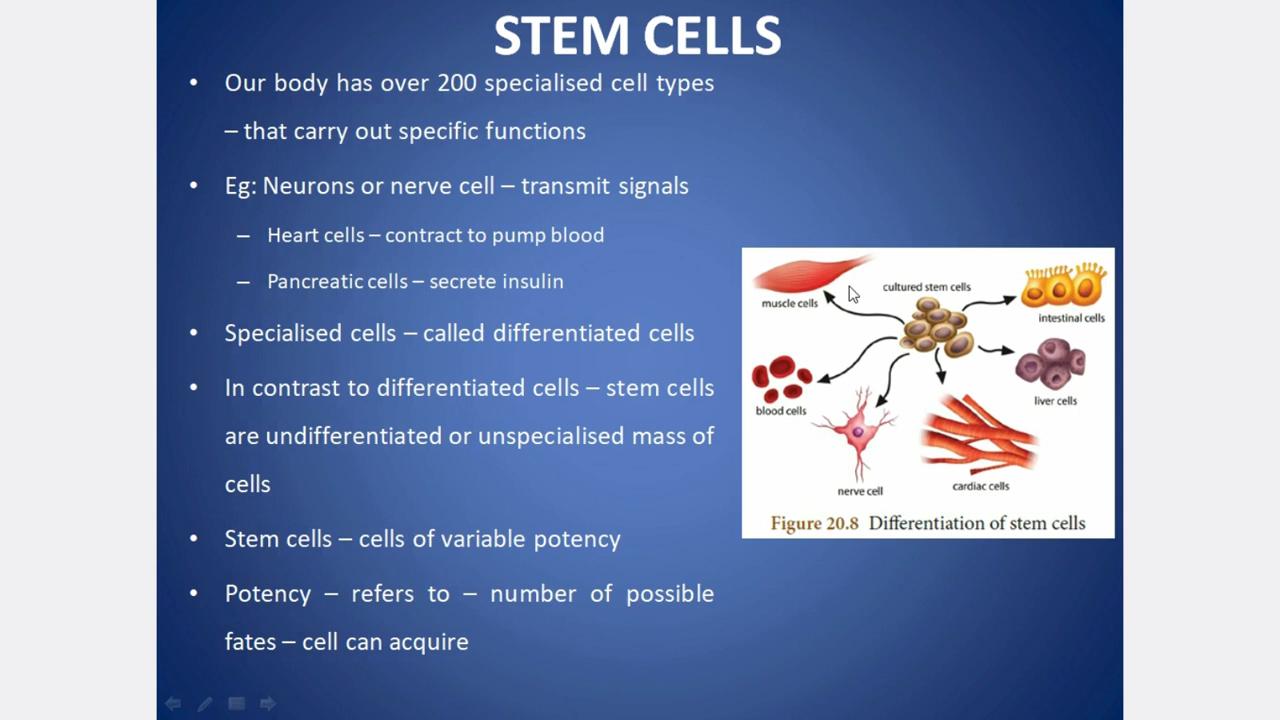 STEM CELLS
• Our body has over 200 specialised cell types
– that carry out specific functions
• Eg: Neurons or nerve cell – transmit signals
– Heart cells – contract to pump blood
– Pancreatic cells – secrete insulin
• Specialised cells – called differentiated cells
• In contrast to differentiated cells – stem cells
are undifferentiated or unspecialised mass of
cells
• Stem cells – cells of variable potency
• Potency – refers to – number of possible
fates – cell can acquire
cultured stem cells
muscle cells
intestinal cells
blood cells
liver cells
nerve cell
cardiac cells
Figure 20.8 Differentiation of stem cells